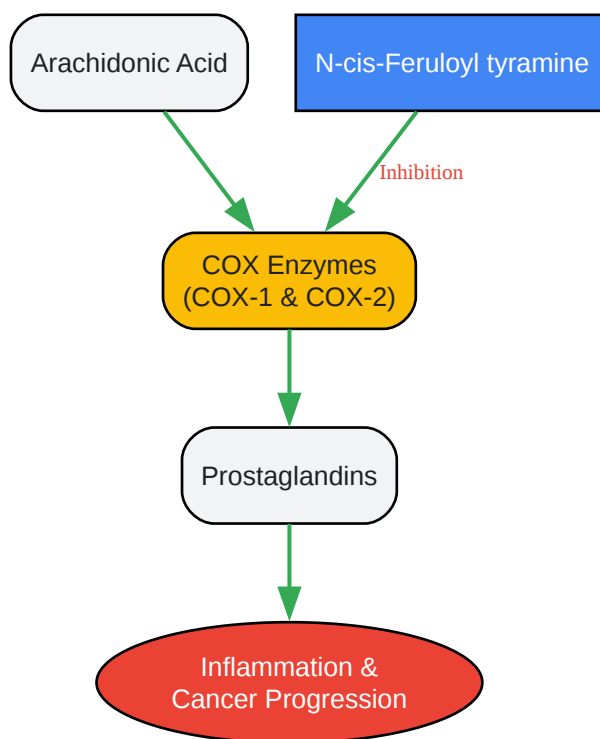 Arachidonic Acid
N-cis-Feruloyl tyramine
Inhibition
COX Enzymes
(COX-1 & COX-2)
Prostaglandins
Inflammation &
Cancer Progression